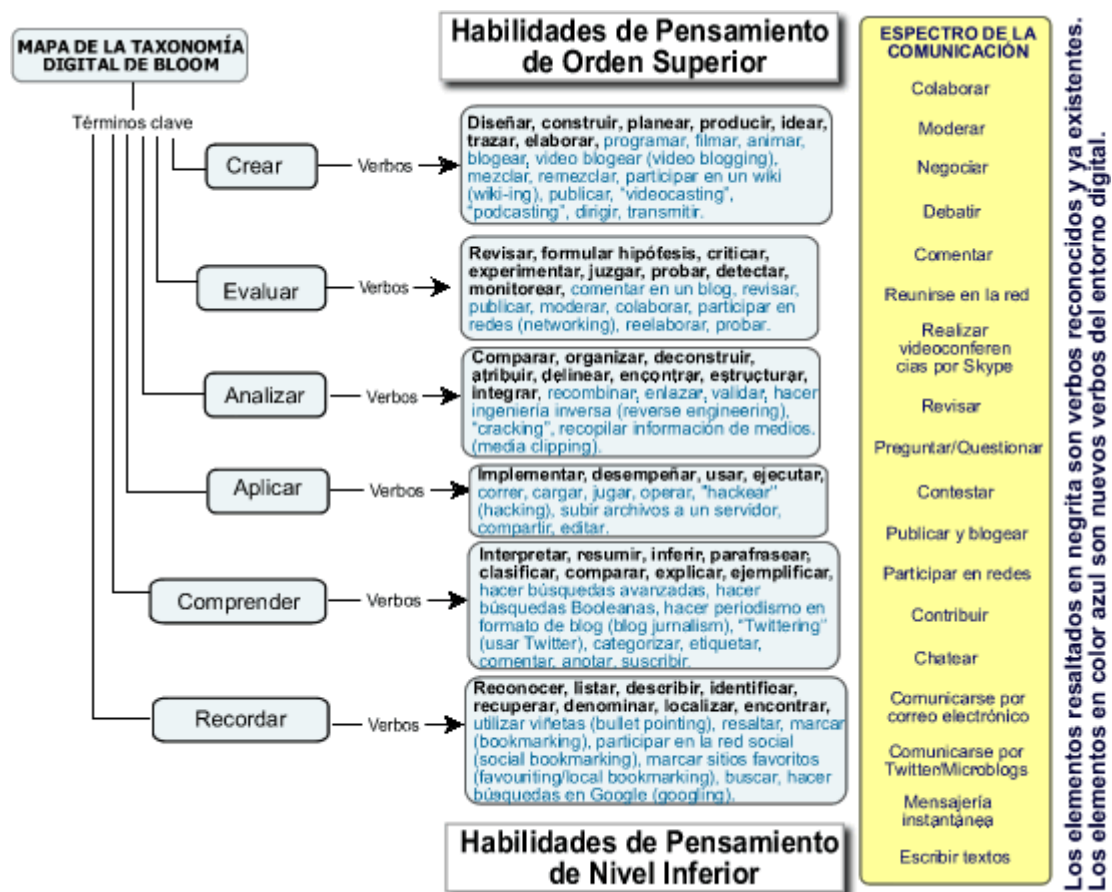 MAPA DE LA TAXONOMÍA
DIGITAL DE BLOOM
Términos clave
Habilidades de Pensamiento
de Orden Superior
Crear
Verbos
Diseñar, construir, planear, producir, idear,
trazar, elaborar, programar, filmar, animar,
blogear, video blogear (video blogging),
mezclar, remezclar, participar en un wiki
(wiki-ing), publicar, "videocasting",
"podcasting", dirigir, transmitir.
Evaluar
Verbos
Revisar, formular hipófesis, criticar,
experimentar, juzgar, probar, detectar,
monitorear, comentar en un blog, revisar,
publicar, moderar, colaborar, participar en
redes (networking), reelaborar, probar.
Analizar
Verbos
Comparar, organizar, deconstruir,
atribuir, delinear, encontrar, estructurar,
integrar, recombinar, enlazar, validar, hacer
ingeniería inversa (reverse engineering),
"cracking", recopilar información de medios.
(media clipping).
Aplicar
Verbos
Implementar, desempeñar, usar, ejecutar,
correr, cargar, jugar, operar, "hackear"
(hacking), subir archivos a un servidor,
compartir, editar.
Comprender
Verbos
Interpretar, resumir, inferir, parafrasear,
clasificar, comparar, explicar, ejemplificar,
hacer búsquedas avanzadas, hacer
búsquedas Booleanas, hacer periodismo en
formato de blog (blog jurnalism), "Twittering"
(usar Twitter), categorizar, etiquetar,
comentar, anotar, suscribir.
Recordar
Verbos
Reconocer, listar, describir, identificar,
recuperar, denominar, localizar, encontrar,
utilizar viñetas (bullet pointing), resaltar, marcar
(bookmarking), participar en la red social
(social bookmarking), marcar sitios favoritos
(favouriting/local bookmarking), buscar, hacer
búsquedas en Google (googling).
Habilidades de Pensamiento
de Nivel Inferior
ESPECTRO DE LA
COMUNICACIÓN
Colaborar
Moderar
Negociar
Debatir
Comentar
Reunirse en la red
Realizar
videoconferen
cias por Skype
Revisar
Preguntar/Questionar
Contestar
Publicar y blogear
Participar en redes
Contribuir
Chatear
Comunicarse por
correo electrónico
Comunicarse por
Twitter/Microblogs
Mensajería
instantánea
Escribir textos
Los elementos resaltados en negrita son verbos reconocidos y ya existentes.
Los elementos en color azul son nuevos verbos del entorno digital.